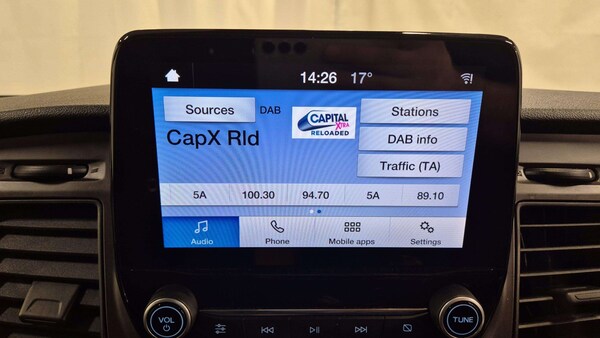 14:26 17°
Sources DAB
CAPITAL
XTRA
RELOADED
Stations
CapX Rld
DAB info
Traffic (TA)
5A 100.30 94.70 5A 89.10
Audio Phone Mobile apps Settings
VOL
TUNE